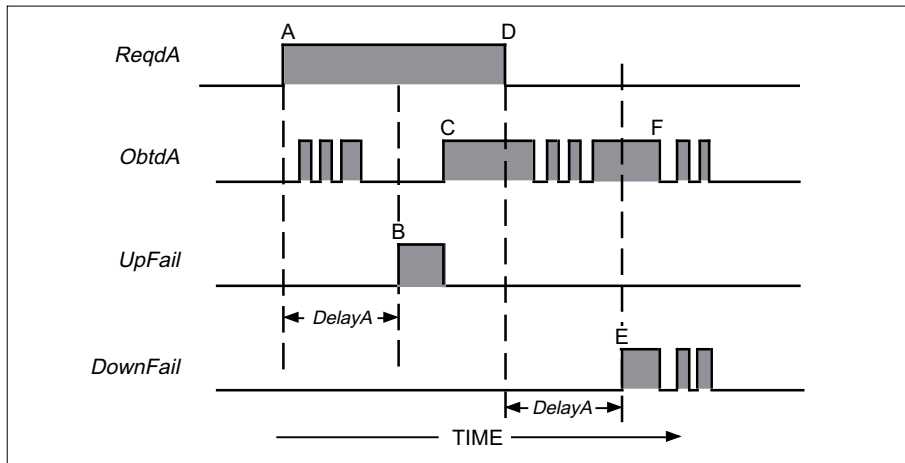 A D
ReqdA
C F
ObtdA
B
UpFail
DelayA
E
DownFail
DelayA
TIME